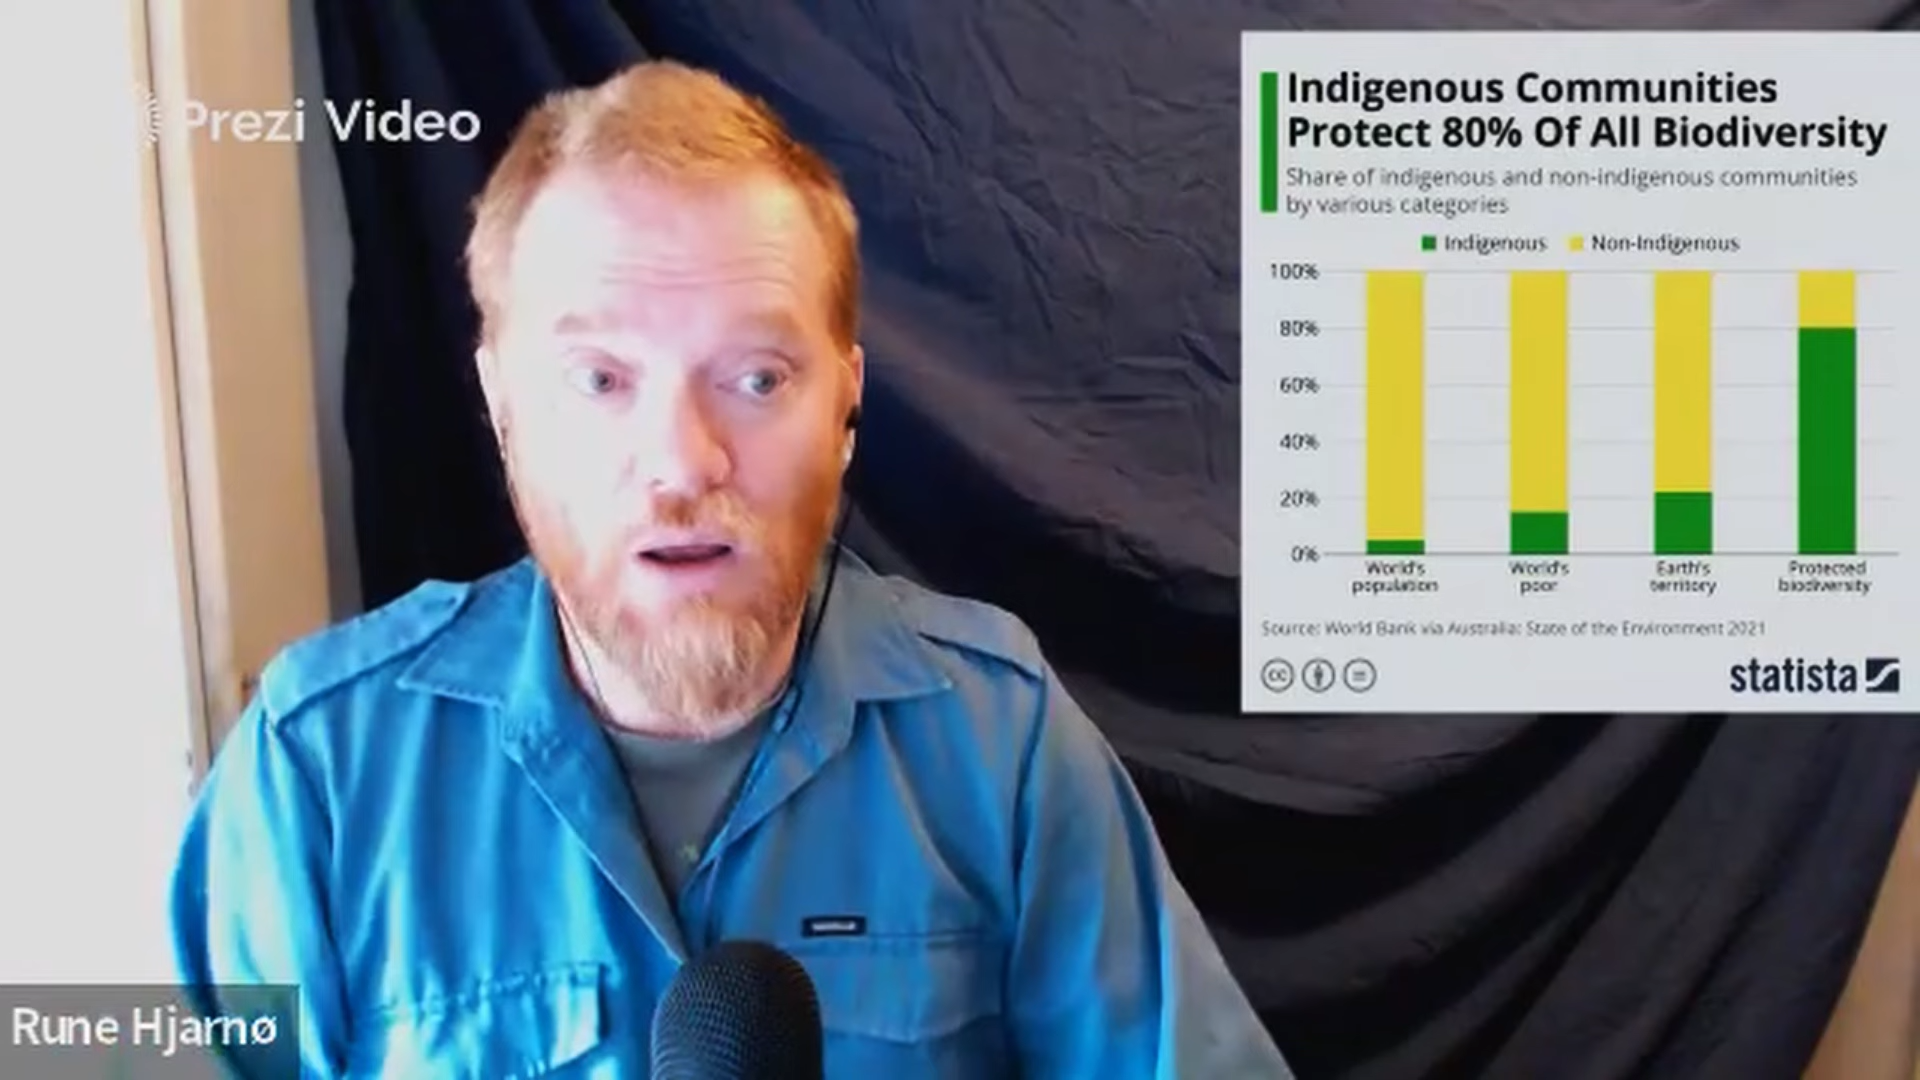 Prezi Video
Indigenous Communities
Protect 80% Of All Biodiversity
Share of indigenous and non-indigenous communities
by various categories
Indigenous Non-Indigenous
100%
80%
60%
40%
20%
0%
World's
population
World's
poor
Earth's
territory
Protected
biodiversity
Source: World Bank via Australia: State of the Environment 2021
cc
statista
Rune Hjarnø